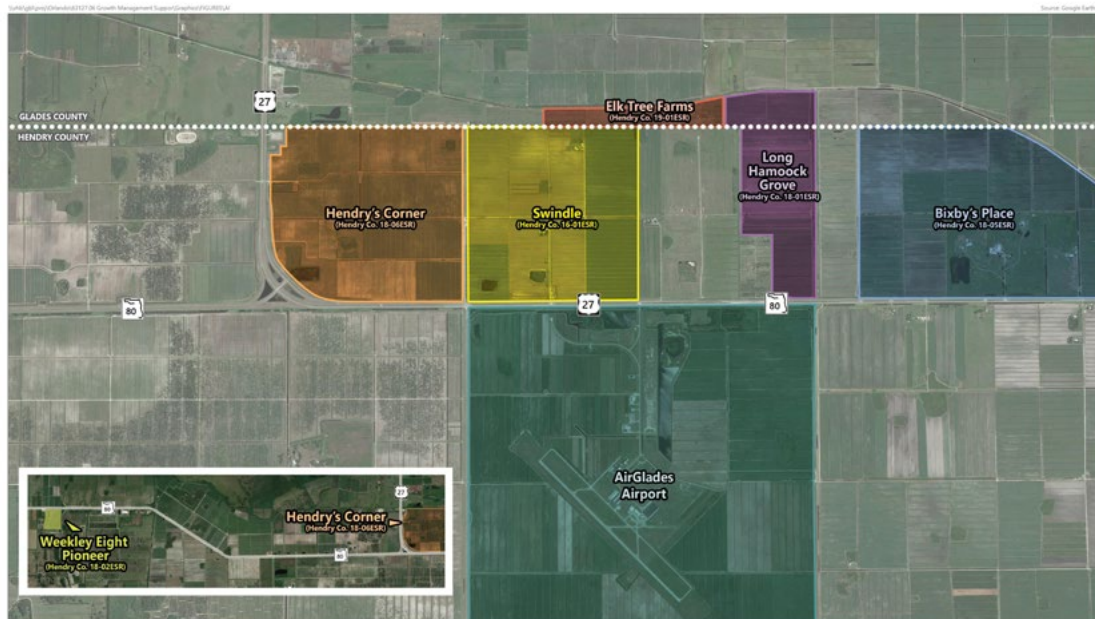 Source: Google Earth
27
GLADES COUNTY
HENDRY COUNTY
Elk Tree Farms
(Hendry Co. 19-01ESR)
Long
Hamoock
Grove
(Hendry Co. 18-01ESR)
Hendry's Corner
(Hendry Co. 18-06ESR)
Swindle
(Hendry Co. 16-01ESR)
Bixby's Place
(Hendry Co. 18-05ESR)
80
27
80
AirGlades
Airport
27
80
Hendry's Corner
(Hendry Co. 18-06ESR)
Weekley Eight
Pioneer
(Hendry Co. 18-02ESR)
80